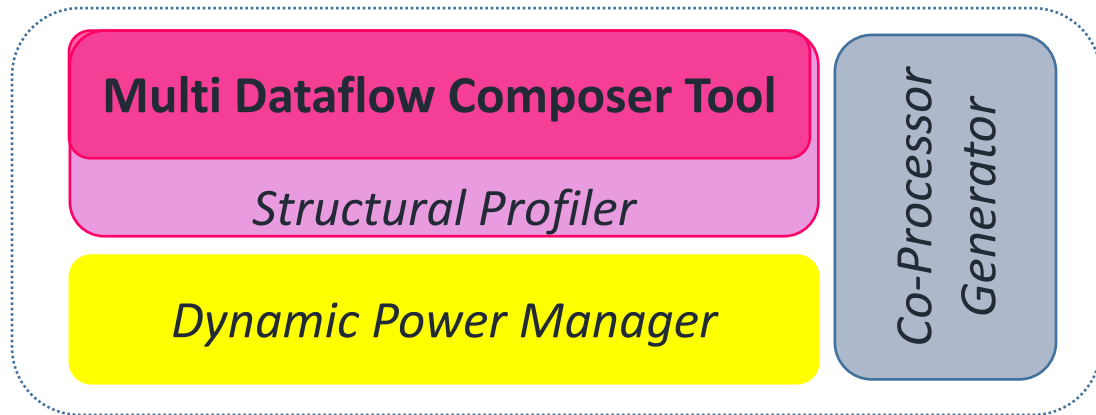 Multi Dataflow Composer Tool
Structural Profiler
Dynamic Power Manager
Co-Processor
Generator